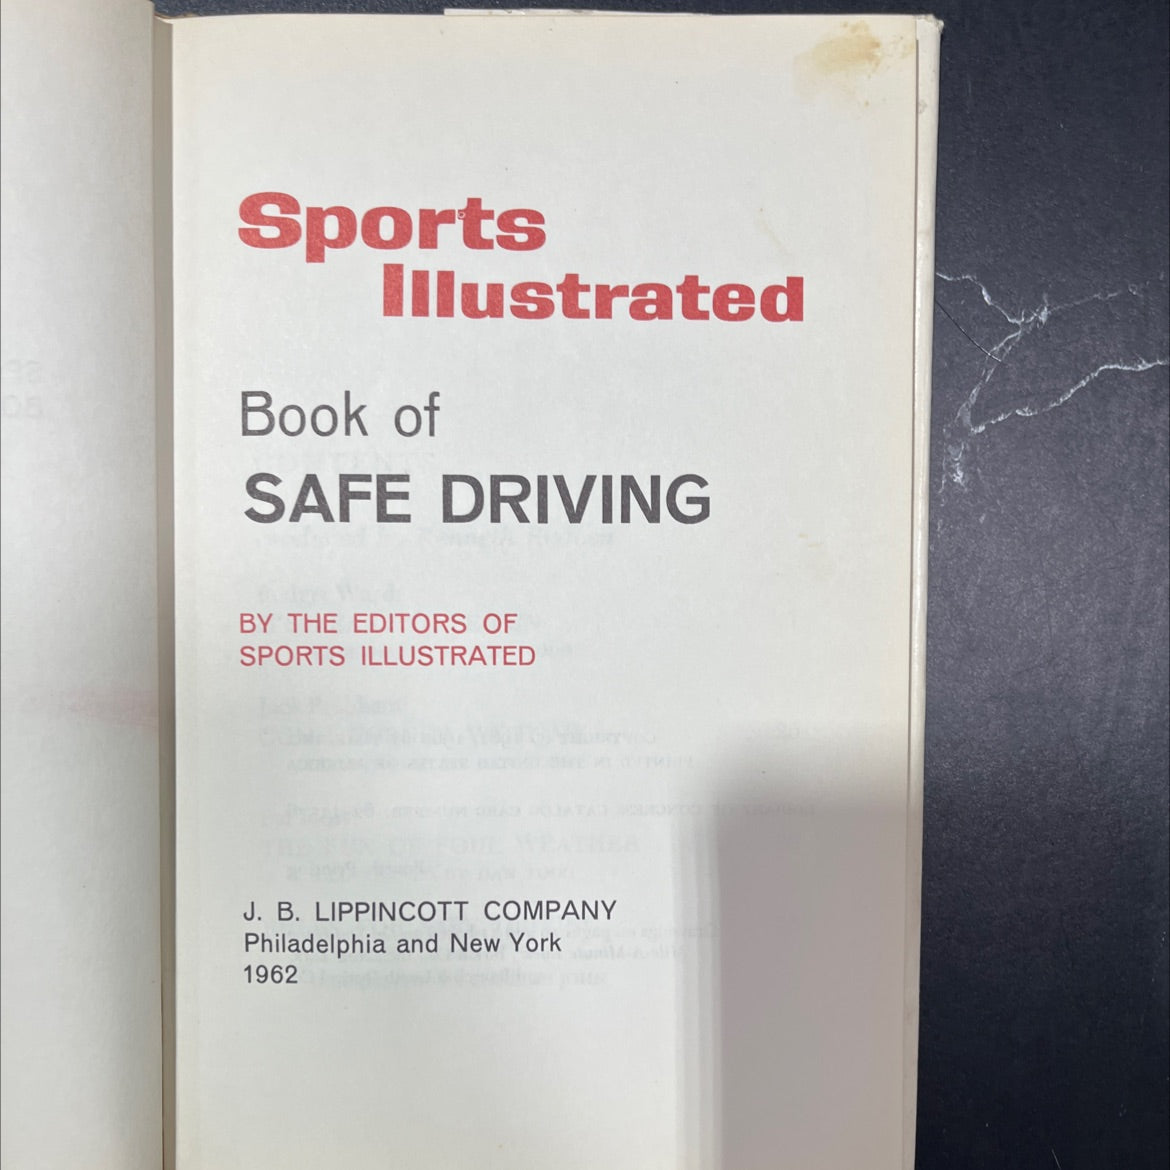 Sports
Illustrated
Book of
SAFE DRIVING
BY THE EDITORS OF
SPORTS ILLUSTRATED
J. B. LIPPINCOTT COMPANY
Philadelphia and New York
1962